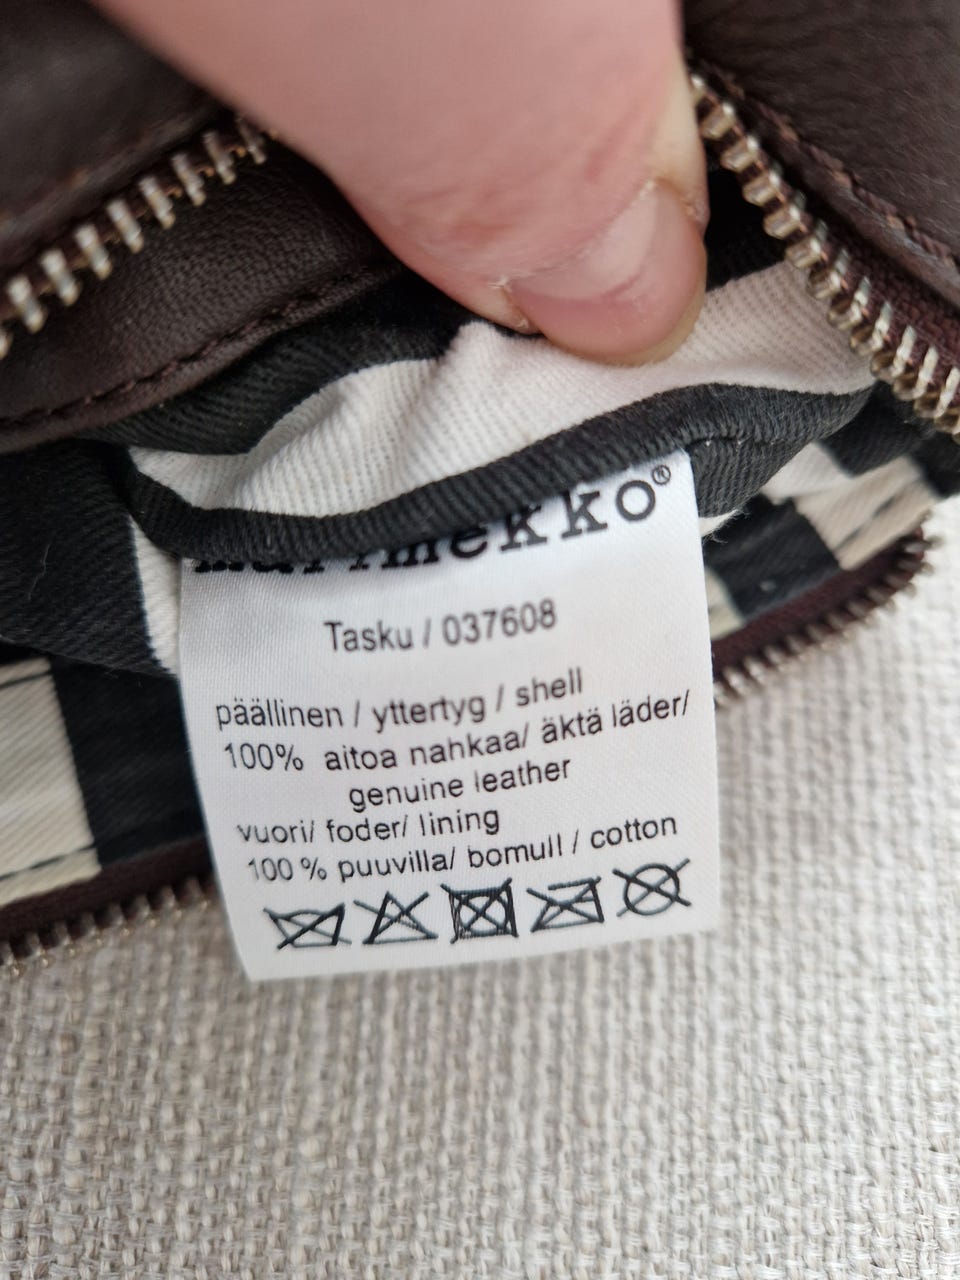 marimekko®
Tasku / 037608
päällinen / yttertyg / shell
100% aitoa nahkaa/ äktä läder/
genuine leather
vuori/ foder/ lining
100 % puuvilla/ bomull / cotton